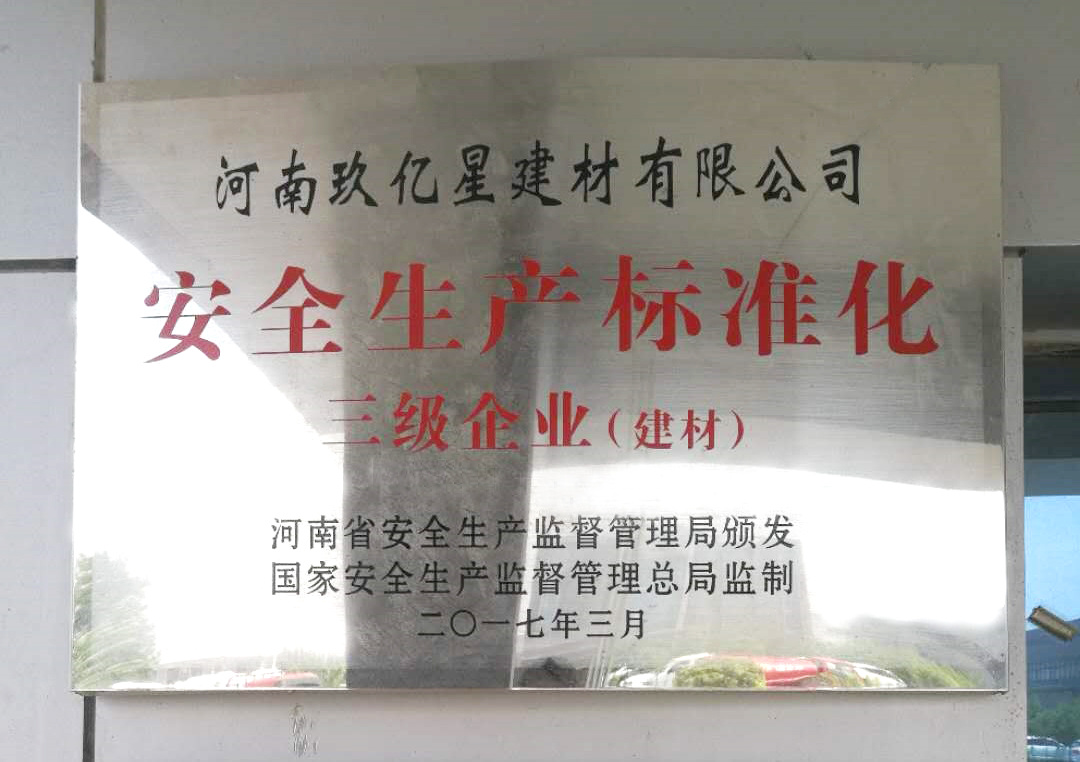 河南玖亿星建材有限公司
安全生产标准化
三级企业(建材)
河南省安全生产监督管理局颁发
国家安全生产监督管理总局监制
二〇一七年三月